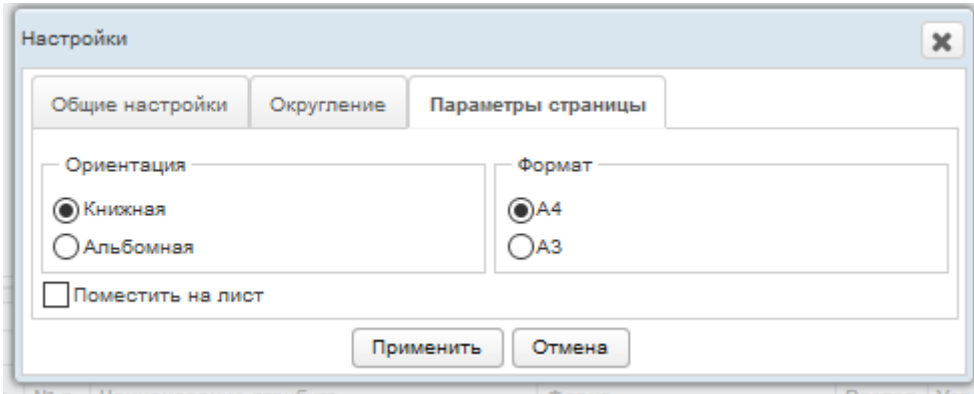 Настройки
Общие настройки Округление Параметры страницы
Ориентация Формат
Книжная A4
Альбомная A3
Поместить на лист
Применить Отмена